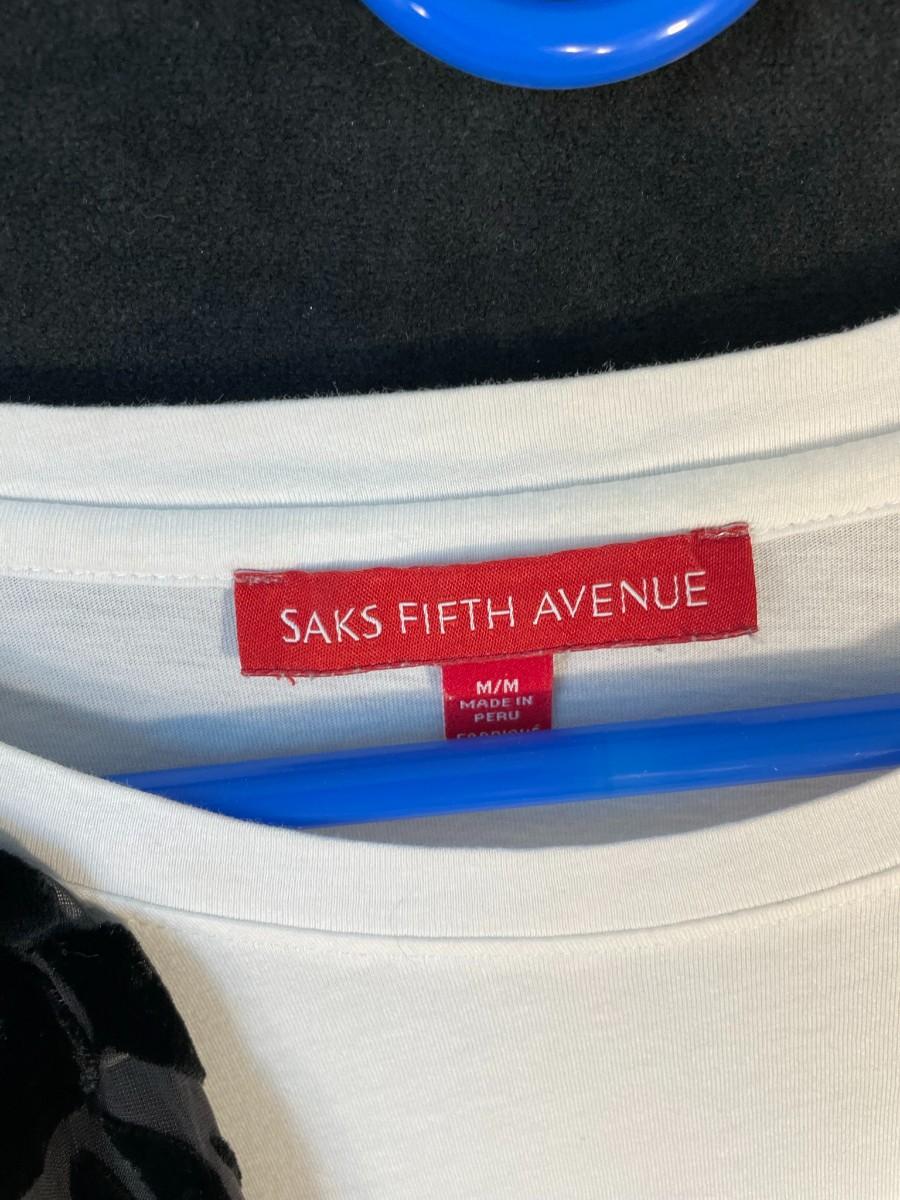 SAKS FIFTH AVENUE
M/M
MADE IN
PERU